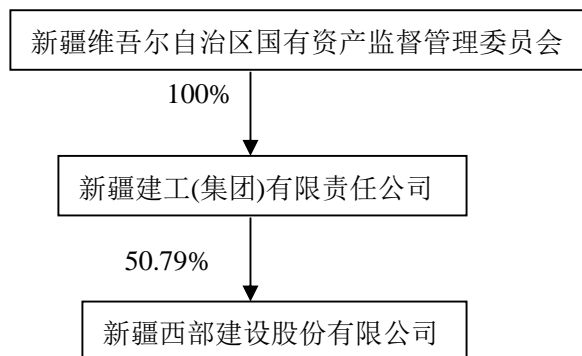 新疆维吾尔自治区国有资产监督管理委员会
100%
新疆建工(集团)有限责任公司
50.79%
新疆西部建设股份有限公司